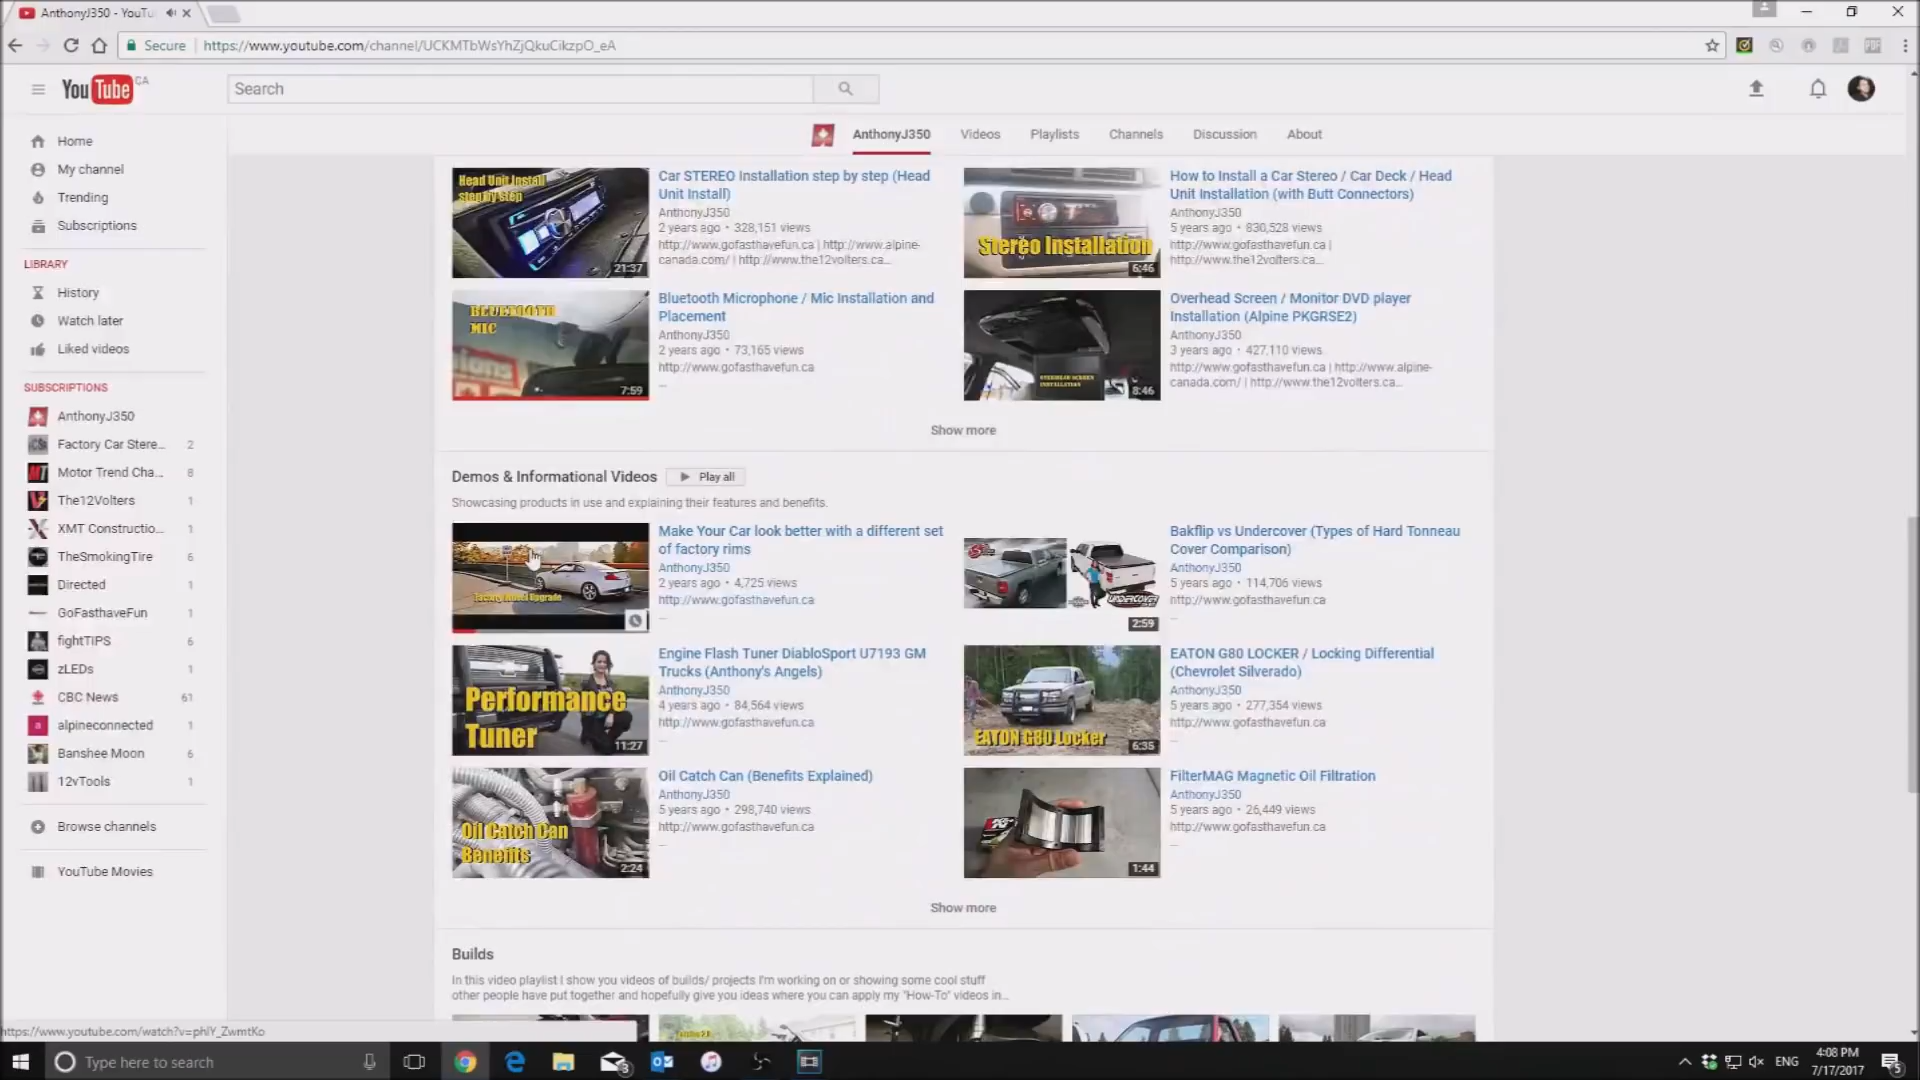 AnthonyJ350 - YouTu
Secure
https://www.youtube.com/channel/UCKMTbWsYhZjQkuCikzpO_eA
YouTube CA
Search
AnthonyJ350
Videos
Playlists
Channels
Discussion
About
Home
My channel
Trending
Subscriptions
LIBRARY
History
Watch later
Liked videos
SUBSCRIPTIONS
AnthonyJ350
Factory Car Stere... 2
Motor Trend Cha... 8
The12Volters 1
XMT Constructio... 1
TheSmokingTire 6
Directed 1
GoFasthaveFun 1
fightTIPS 6
zLEDs 1
CBC News 61
alpineconnected 1
Banshee Moon 6
12vTools 1
Browse channels
YouTube Movies
Head Unit Install
step by step
21:37
Car STEREO Installation step by step (Head
Unit Install)
AnthonyJ350
2 years ago • 328,151 views
http://www.gofasthavefun.ca | http://www.alpine-
canada.com/ | http://www.the12volters.ca...
Stereo Installation
6:46
How to Install a Car Stereo / Car Deck / Head
Unit Installation (with Butt Connectors)
AnthonyJ350
5 years ago • 830,528 views
http://www.gofasthavefun.ca |
http://www.the12volters.ca...
BLUETOOTH
MIC
7:59
Bluetooth Microphone / Mic Installation and
Placement
AnthonyJ350
2 years ago • 73,165 views
http://www.gofasthavefun.ca
...
OVERHEAD SCREEN
INSTALLATION
8:46
Overhead Screen / Monitor DVD player
Installation (Alpine PKGRSE2)
AnthonyJ350
3 years ago • 427,110 views
http://www.gofasthavefun.ca | http://www.alpine-
canada.com/ | http://www.the12volters.ca...
Show more
Demos & Informational Videos
Play all
Showcasing products in use and explaining their features and benefits.
Factory Wheel Upgrade
Make Your Car look better with a different set
of factory rims
AnthonyJ350
2 years ago • 4,725 views
http://www.gofasthavefun.ca
...
UNDERCOVER
2:59
Bakflip vs Undercover (Types of Hard Tonneau
Cover Comparison)
AnthonyJ350
5 years ago • 114,706 views
http://www.gofasthavefun.ca
...
Performance
Tuner
11:27
Engine Flash Tuner DiabloSport U7193 GM
Trucks (Anthony's Angels)
AnthonyJ350
4 years ago • 84,564 views
http://www.gofasthavefun.ca
...
EATON G80 Locker
6:35
EATON G80 LOCKER / Locking Differential
(Chevrolet Silverado)
AnthonyJ350
5 years ago • 277,354 views
http://www.gofasthavefun.ca
...
Oil Catch Can
Benefits
2:24
Oil Catch Can (Benefits Explained)
AnthonyJ350
5 years ago • 298,740 views
http://www.gofasthavefun.ca
...
1:44
FilterMAG Magnetic Oil Filtration
AnthonyJ350
5 years ago • 26,449 views
http://www.gofasthavefun.ca
...
Show more
Builds
In this video playlist I show you videos of builds/ projects I'm working on or showing some cool stuff
other people have put together and hopefully give you ideas where you can apply my "How-To" videos in...
https://www.youtube.com/watch?v=phlY_ZwmtKo
Type here to search
3
ENG
4:08 PM
7/17/2017
5